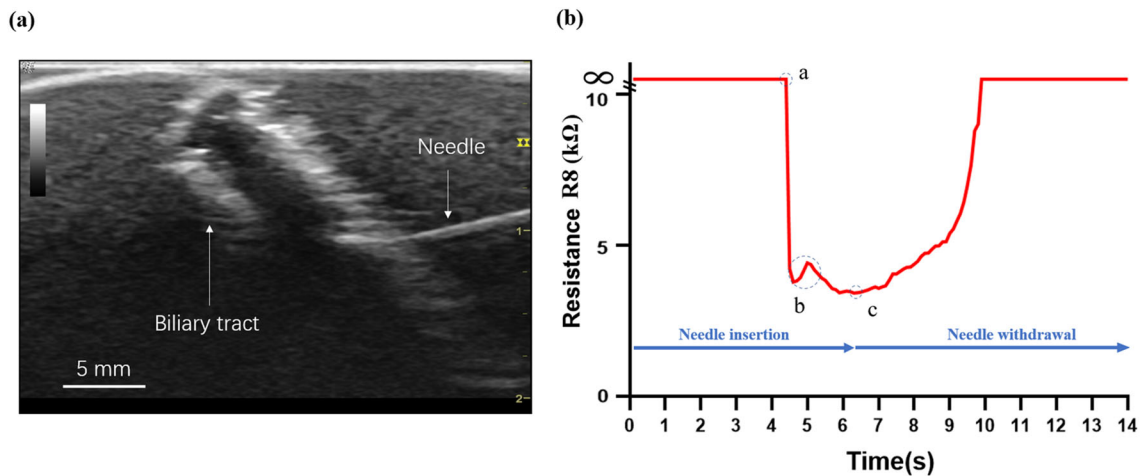 (a)
(b)
Needle
Biliary tract
5 mm
1
2
Resistance R8 (kΩ)
∞
10
5
0
a
b
c
Needle insertion
Needle withdrawal
0 1 2 3 4 5 6 7 8 9 10 11 12 13 14
Time(s)